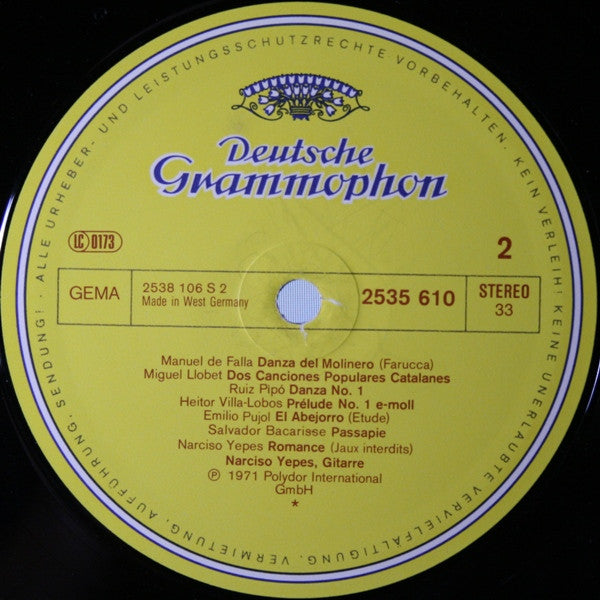 ALLE URHEBER- UND LEISTUNGSSCHUTZRECHTE VORBEHALTEN. KEIN VERLEIH! KEINE UNERLAUBTE VERVIELFÄLTIGUNG, VERMIETUNG, AUFFÜHRUNG, SENDUNG! ·
Deutsche
Grammophon
LC 0173
2
GEMA
2538 106 S 2
Made in West Germany
2535 610
STEREO
33
Manuel de Falla Danza del Molinero (Farucca)
Miguel Llobet Dos Canciones Populares Catalanes
Ruiz Pipó Danza No. 1
Heitor Villa-Lobos Prélude No. 1 e-moll
Emilio Pujol El Abejorro (Etude)
Salvador Bacarisse Passapie
Narciso Yepes Romance (Jaux interdits)
Narciso Yepes, Gitarre
Ⓟ 1971 Polydor International
GmbH
*